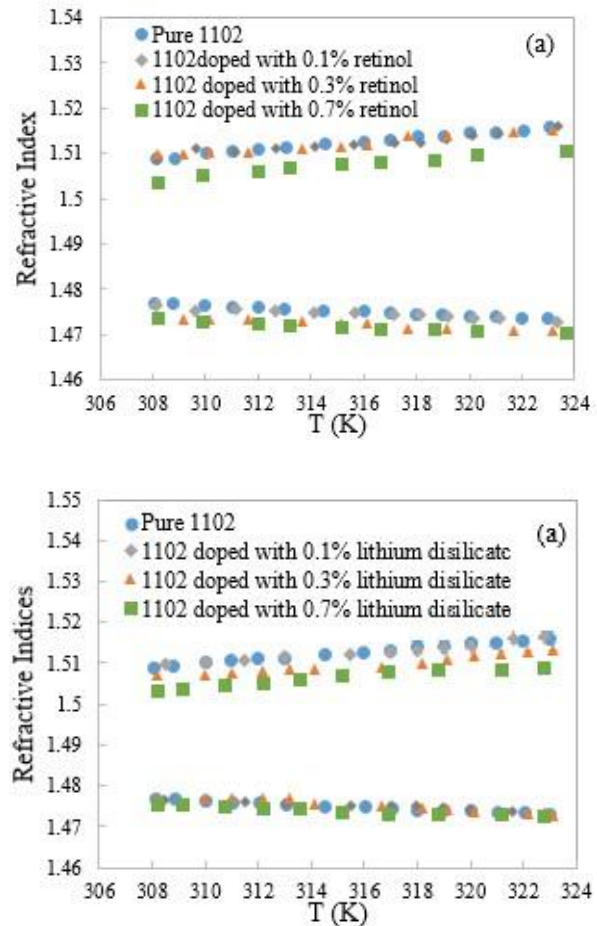 1.54
1.53
1.52
1.51
1.5
1.49
1.48
1.47
1.46
Refractive Index
Pure 1102
1102doped with 0.1% retinol
1102 doped with 0.3% retinol
1102 doped with 0.7% retinol
(a)
306 308 310 312 314 316 318 320 322 324
T (K)
1.55
1.54
1.53
1.52
1.51
1.5
1.49
1.48
1.47
1.46
Refractive Indices
Pure 1102
1102 doped with 0.1% lithium disilicatc
1102 doped with 0.3% lithium disilicate
1102 doped with 0.7% lithium disilicate
(a)
306 308 310 312 314 316 318 320 322 324
T (K)